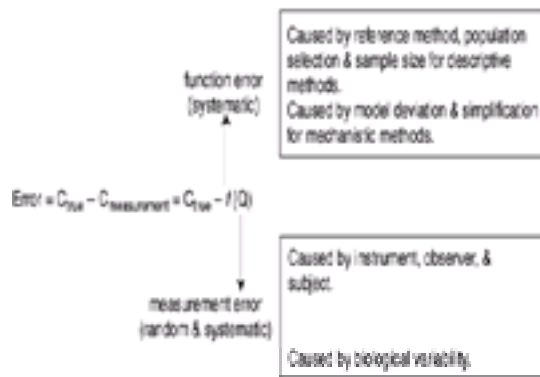 Caused by reference method, population
selection & sample size for descriptive
methods.
Caused by model deviation & simplification
for mechanistic methods.
function error
(systematic)
Error = C_true − C_measurement = C_true − f (Q)
measurement error
(random & systematic)
Caused by instrument, observer, &
subject.
Caused by biological variability.